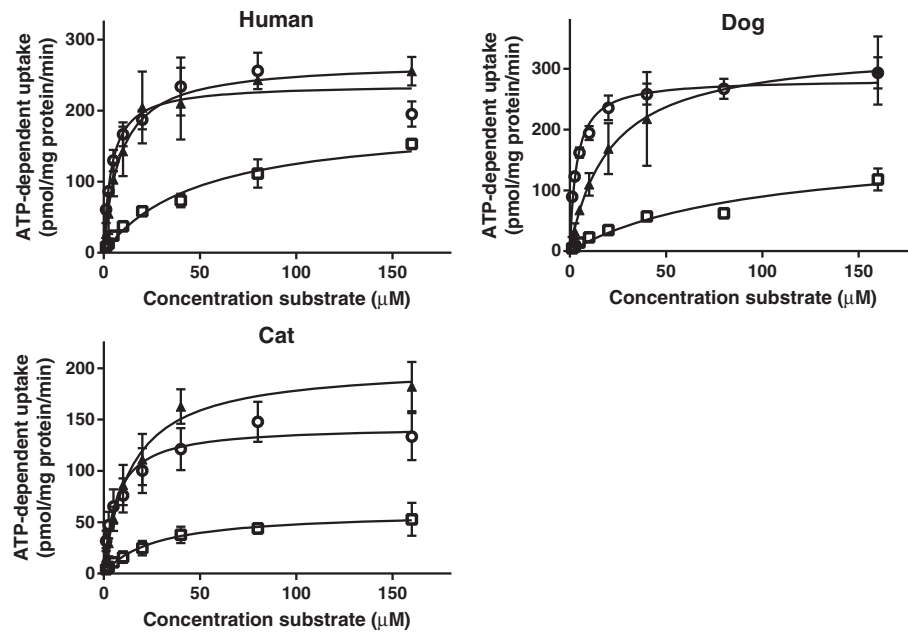 Human
ATP-dependent uptake
(pmol/mg protein/min)
300
200
100
0
0 50 100 150
Concentration substrate (μM)
Dog
ATP-dependent uptake
(pmol/mg protein/min)
300
200
100
0
0 50 100 150
Concentration substrate (μM)
Cat
ATP-dependent uptake
(pmol/mg protein/min)
200
150
100
50
0
0 50 100 150
Concentration substrate (μM)